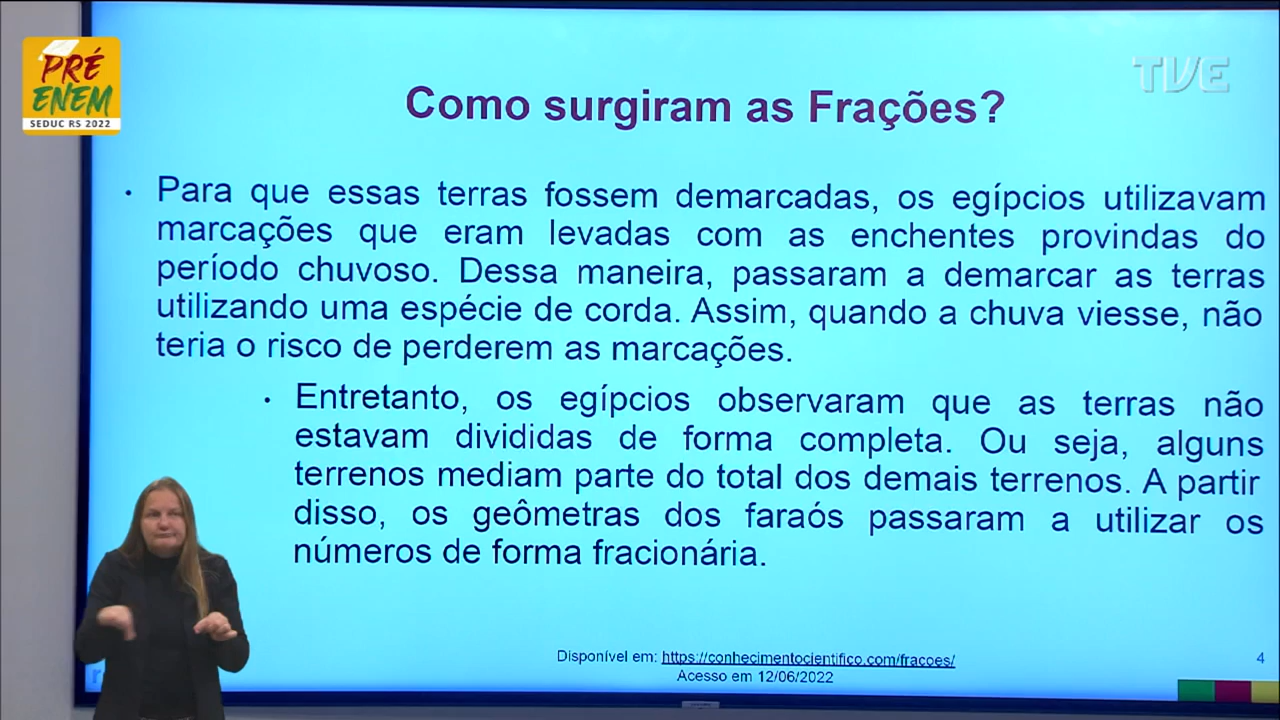 PRÉ
ENEM
SEDUC RS 2022
TVE
Como surgiram as Frações?
• Para que essas terras fossem demarcadas, os egípcios utilizavam
marcações que eram levadas com as enchentes provindas do
período chuvoso. Dessa maneira, passaram a demarcar as terras
utilizando uma espécie de corda. Assim, quando a chuva viesse, não
teria o risco de perderem as marcações.
• Entretanto, os egípcios observaram que as terras não
estavam divididas de forma completa. Ou seja, alguns
terrenos mediam parte do total dos demais terrenos. A partir
disso, os geômetras dos faraós passaram a utilizar os
números de forma fracionária.
Disponível em: https://conhecimentocientifico.com/fracoes/
Acesso em 12/06/2022
4